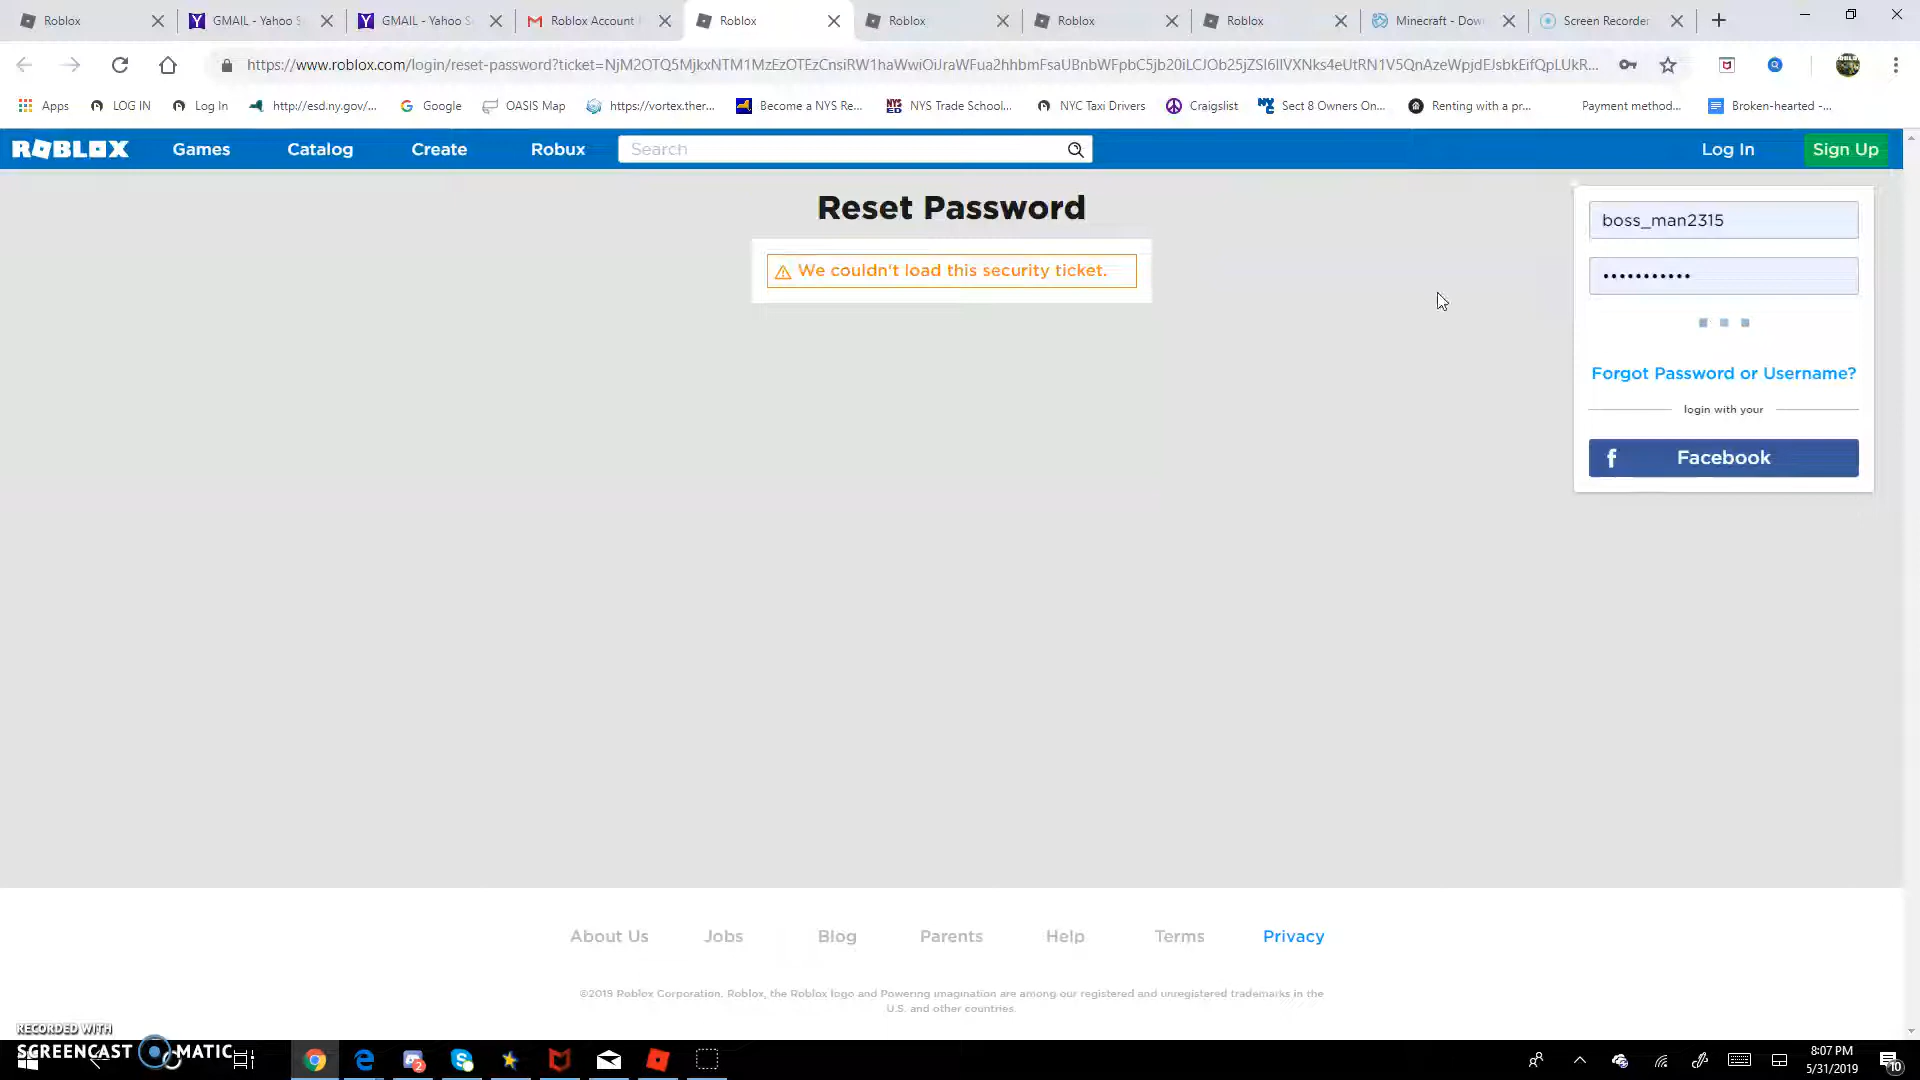 Roblox
GMAIL - Yahoo S
GMAIL - Yahoo S
Roblox Account
Roblox
Roblox
Roblox
Roblox
Minecraft - Dow
Screen Recorder
https://www.roblox.com/login/reset-password?ticket=
Apps
LOG IN
Log In
http://esd.ny.gov/...
Google
OASIS Map
https://vortex.ther...
Become a NYS Re...
NYS Trade School...
NYC Taxi Drivers
Craigslist
Sect 8 Owners On...
Renting with a pr...
Payment method...
Broken-hearted -...
ROBLOX
Games
Catalog
Create
Robux
Search
Log In
Sign Up
Reset Password
We couldn't load this security ticket.
boss_man2315
•••••••••••
Forgot Password or Username?
login with your
Facebook
About Us
Jobs
Blog
Parents
Help
Terms
Privacy
©2019 Roblox Corporation. Roblox, the Roblox logo and Powering Imagination are among our registered and unregistered trademarks in the
U.S. and other countries.
RECORDED WITH
SCREENCAST MATIC
8:07 PM
5/31/2019
10